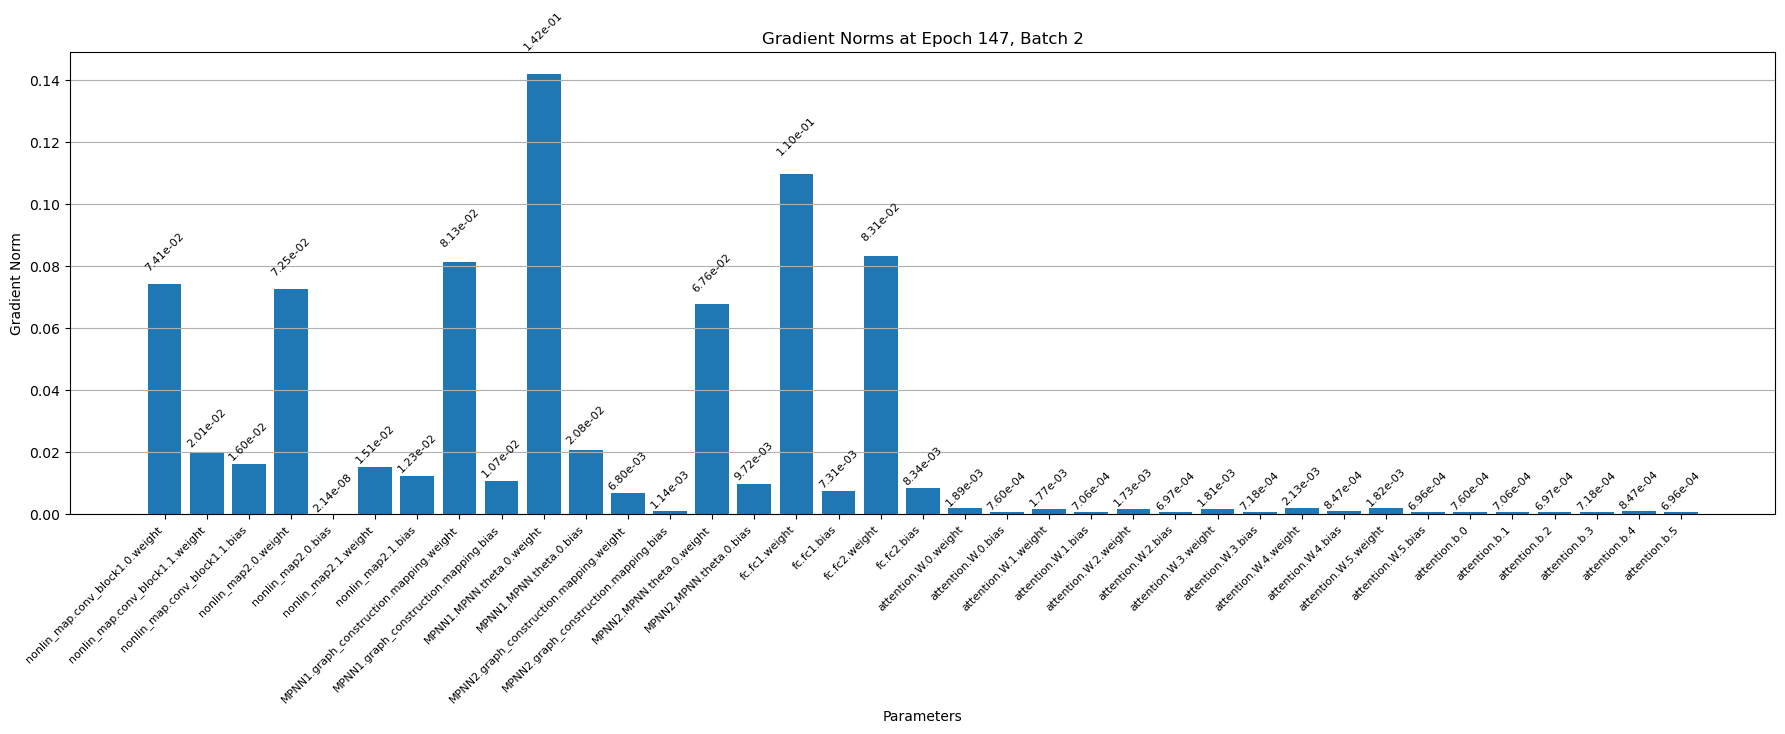 Gradient Norms at Epoch 147, Batch 2
Gradient Norm
0.14
0.12
0.10
0.08
0.06
0.04
0.02
0.00
7.41e-02
2.01e-02
1.60e-02
7.25e-02
2.14e-08
1.51e-02
1.23e-02
8.13e-02
1.07e-02
1.42e-01
2.08e-02
6.80e-03
1.14e-03
6.76e-02
9.72e-03
1.10e-01
7.31e-03
8.31e-02
8.34e-03
1.89e-03
7.60e-04
1.77e-03
7.06e-04
1.73e-03
6.97e-04
1.81e-03
7.18e-04
2.13e-03
8.47e-04
1.82e-03
6.96e-04
7.60e-04
7.06e-04
6.97e-04
7.18e-04
8.47e-04
6.96e-04
nonlin_map.conv_block1.0.weight
nonlin_map.conv_block1.1.weight
nonlin_map.conv_block1.1.bias
nonlin_map2.0.weight
nonlin_map2.0.bias
nonlin_map2.1.weight
nonlin_map2.1.bias
MPNN1.graph_construction.mapping.weight
MPNN1.graph_construction.mapping.bias
MPNN1.MPNN.theta.0.weight
MPNN1.MPNN.theta.0.bias
MPNN2.graph_construction.mapping.weight
MPNN2.graph_construction.mapping.bias
MPNN2.MPNN.theta.0.weight
MPNN2.MPNN.theta.0.bias
fc.fc1.weight
fc.fc1.bias
fc.fc2.weight
fc.fc2.bias
attention.W.0.weight
attention.W.0.bias
attention.W.1.weight
attention.W.1.bias
attention.W.2.weight
attention.W.2.bias
attention.W.3.weight
attention.W.3.bias
attention.W.4.weight
attention.W.4.bias
attention.W.5.weight
attention.W.5.bias
attention.b.0
attention.b.1
attention.b.2
attention.b.3
attention.b.4
attention.b.5
Parameters